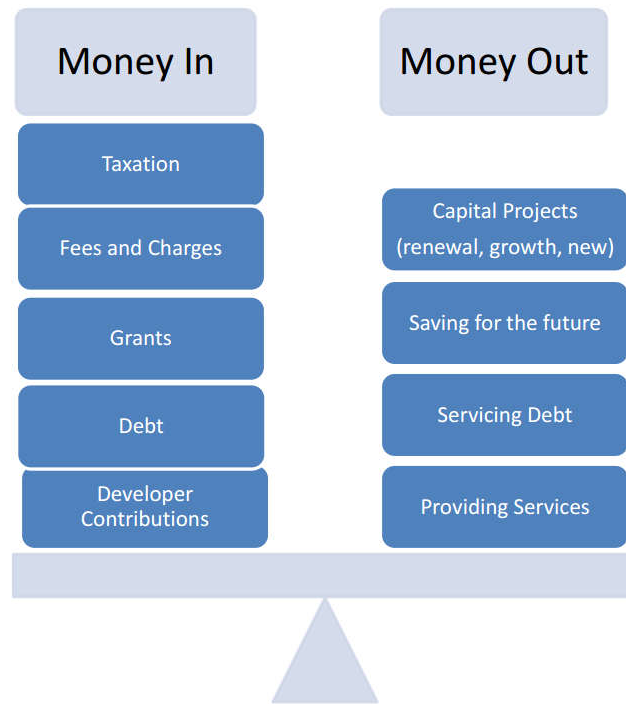 Money In
Money Out
Taxation
Fees and Charges
Grants
Debt
Developer
Contributions
Capital Projects
(renewal, growth, new)
Saving for the future
Servicing Debt
Providing Services